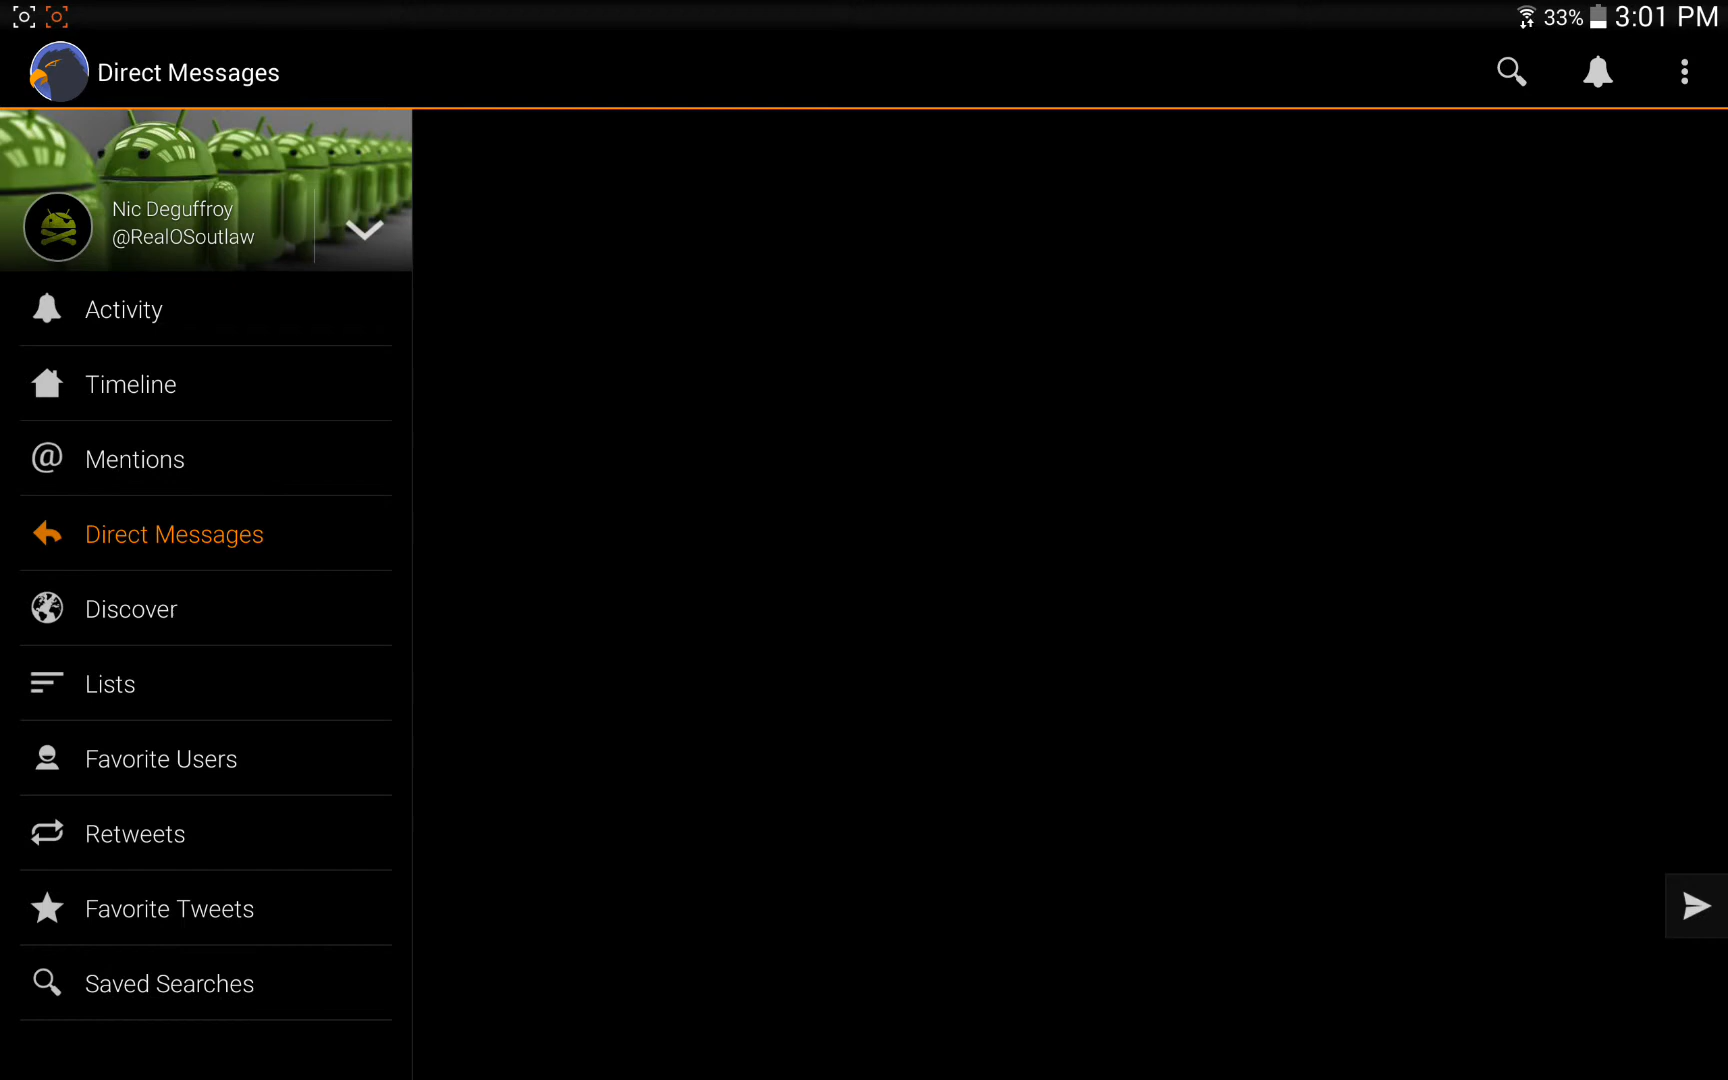 33% 3:01 PM
Direct Messages
Nic Deguffroy
@RealOSoutlaw
Activity
Timeline
Mentions
Direct Messages
Discover
Lists
Favorite Users
Retweets
Favorite Tweets
Saved Searches